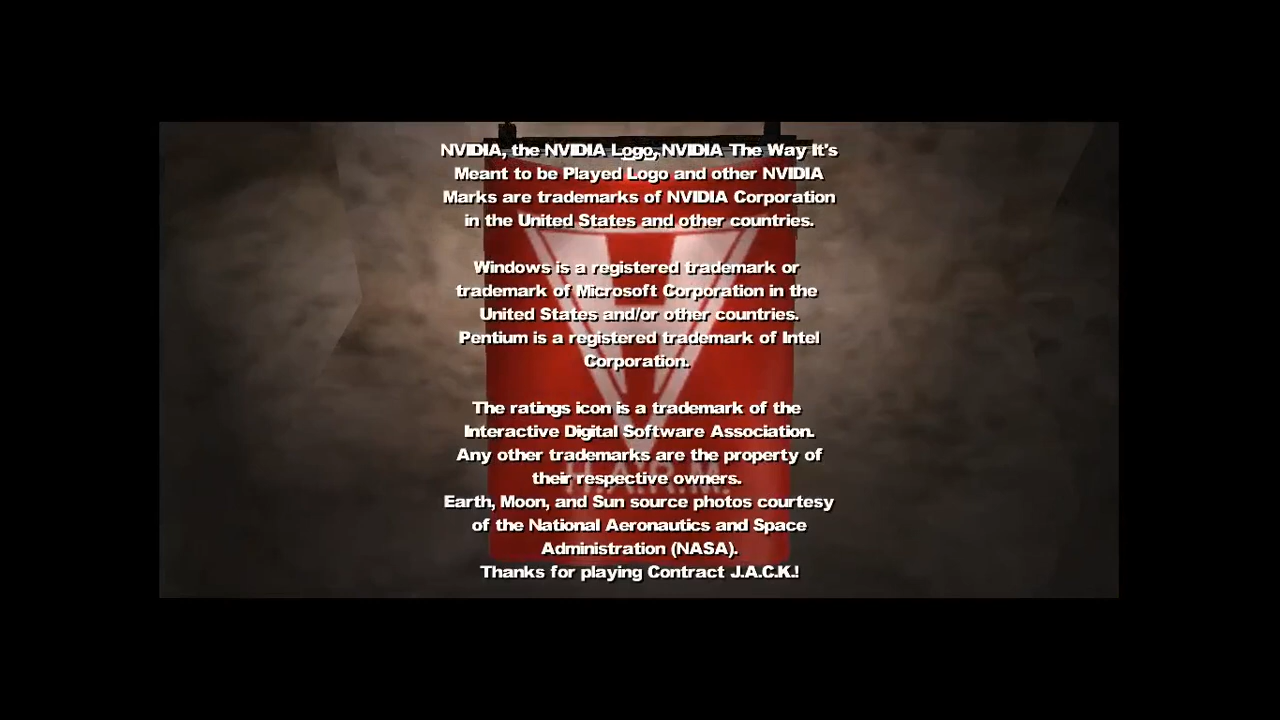 NVIDIA, the NVIDIA Logo, NVIDIA The Way It's
Meant to be Played Logo and other NVIDIA
Marks are trademarks of NVIDIA Corporation
in the United States and other countries.
Windows is a registered trademark or
trademark of Microsoft Corporation in the
United States and/or other countries.
Pentium is a registered trademark of Intel
Corporation.
The ratings icon is a trademark of the
Interactive Digital Software Association.
Any other trademarks are the property of
their respective owners.
H.A.R.M.
Earth, Moon, and Sun source photos courtesy
of the National Aeronautics and Space
Administration (NASA).
Thanks for playing Contract J.A.C.K.!